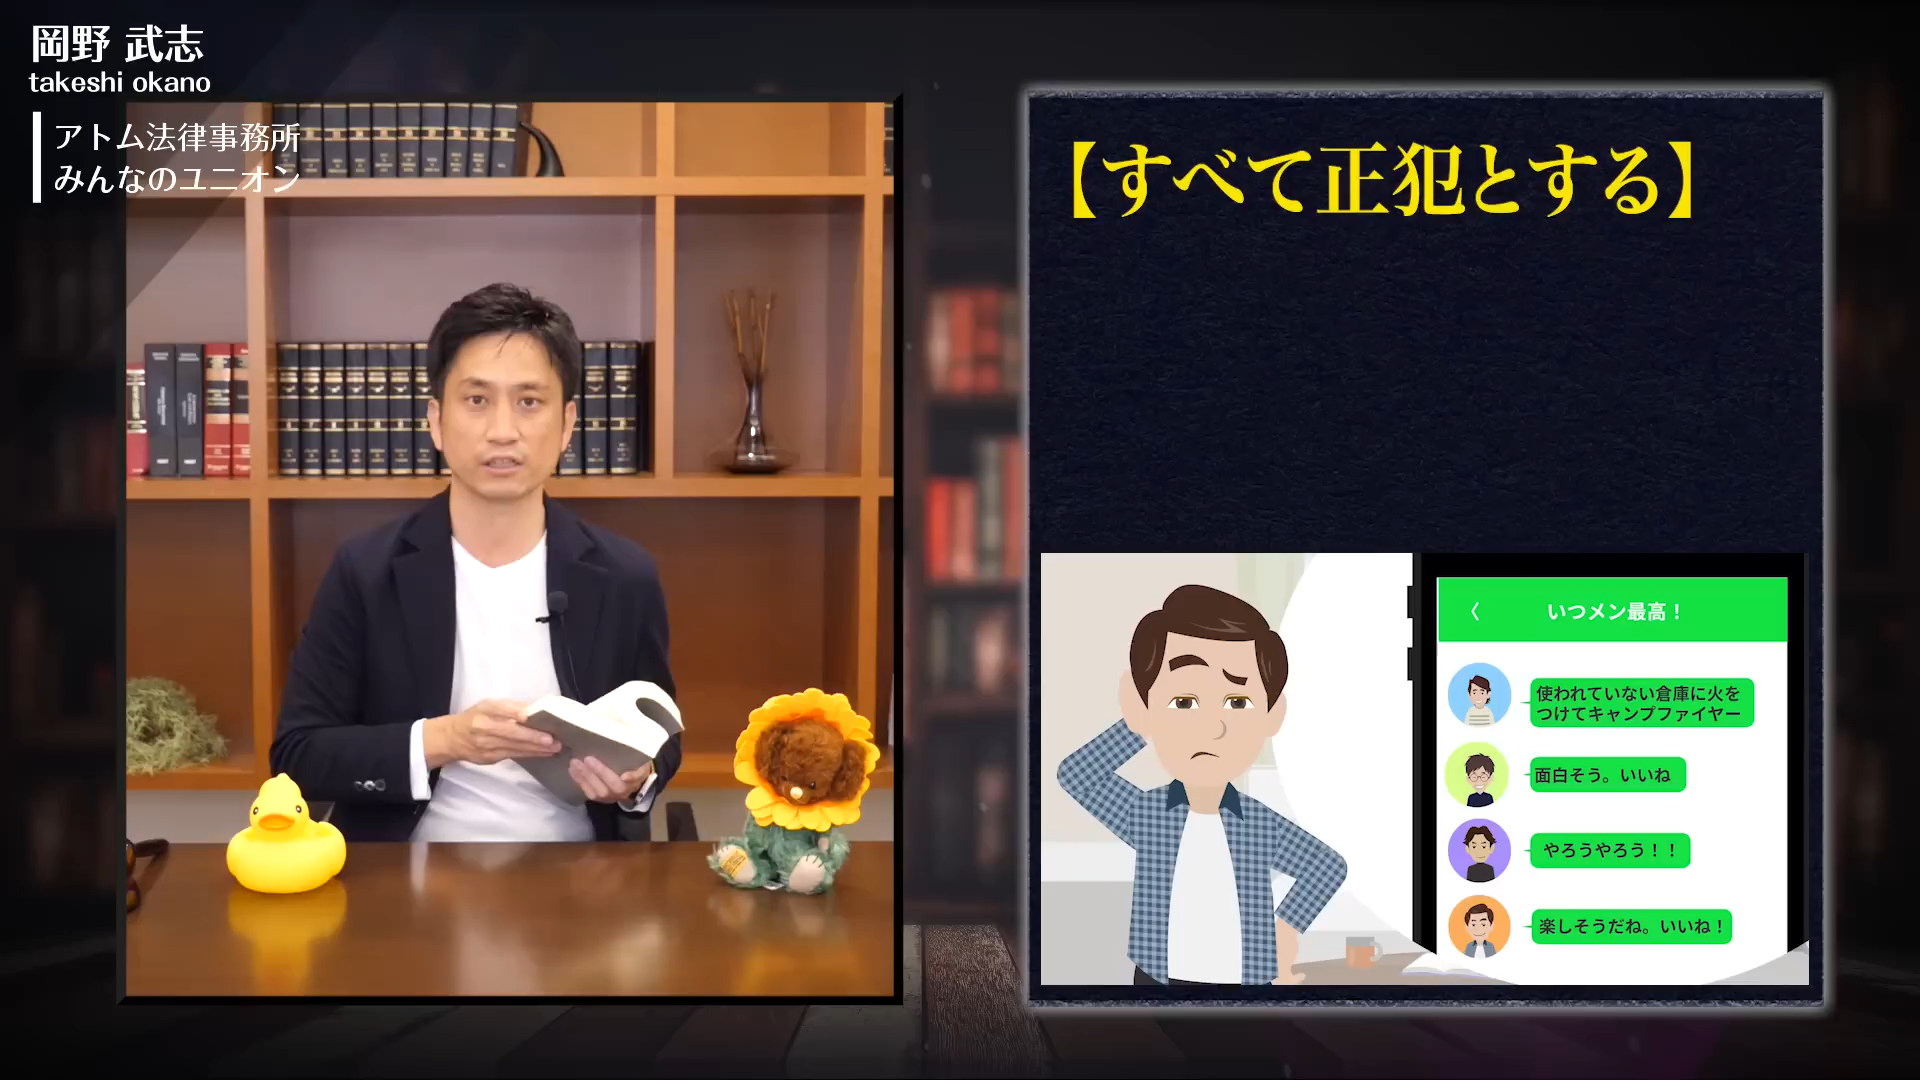 岡野 武志
takeshi okano
アトム法律事務所
みんなのユニオン
【すべて正犯とする】
〈 いつメン最高！
使われていない倉庫に火を
つけてキャンプファイヤー
面白そう。いいね
やろうやろう！！
楽しそうだね。いいね！